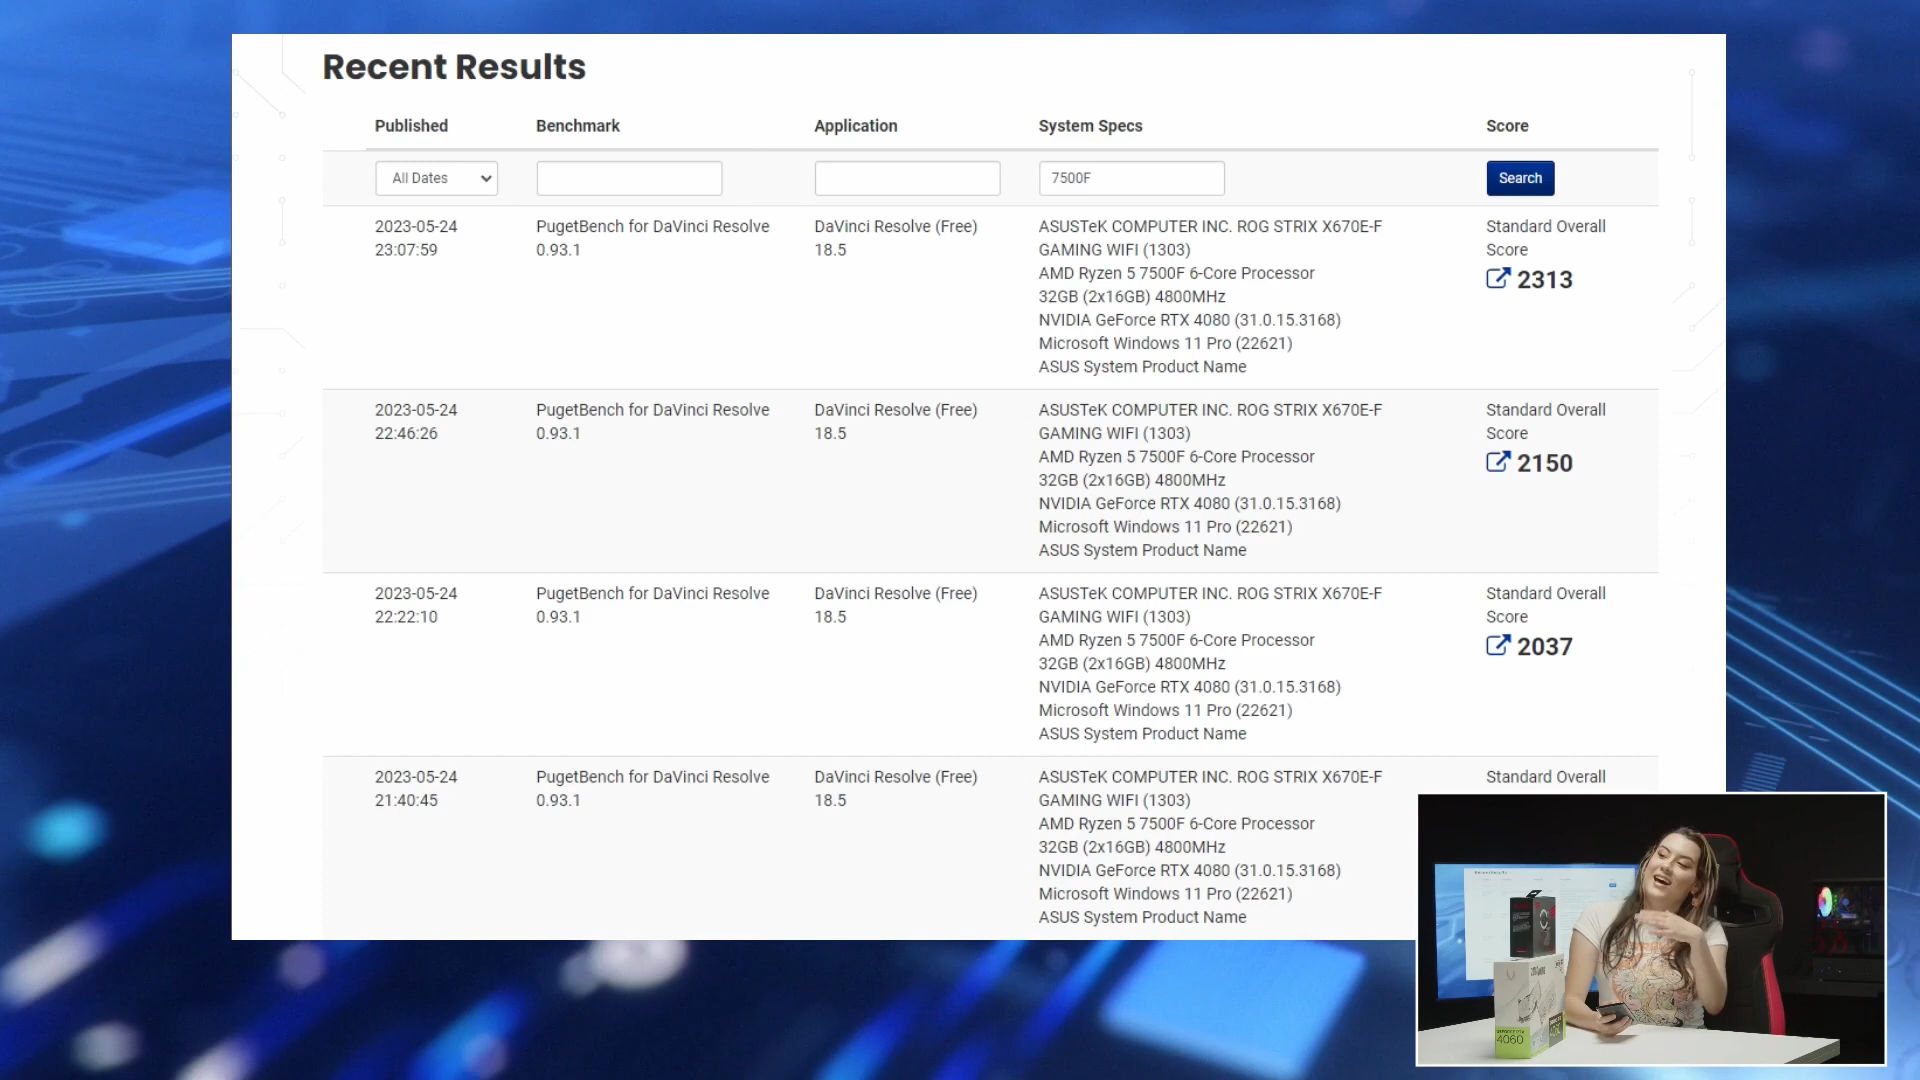 Recent Results
Published Benchmark Application System Specs Score
All Dates 7500F Search
2023-05-24 PugetBench for DaVinci Resolve DaVinci Resolve (Free) ASUSTeK COMPUTER INC. ROG STRIX X670E-F Standard Overall
23:07:59 0.93.1 18.5 GAMING WIFI (1303) Score
AMD Ryzen 5 7500F 6-Core Processor 2313
32GB (2x16GB) 4800MHz
NVIDIA GeForce RTX 4080 (31.0.15.3168)
Microsoft Windows 11 Pro (22621)
ASUS System Product Name
2023-05-24 PugetBench for DaVinci Resolve DaVinci Resolve (Free) ASUSTeK COMPUTER INC. ROG STRIX X670E-F Standard Overall
22:46:26 0.93.1 18.5 GAMING WIFI (1303) Score
AMD Ryzen 5 7500F 6-Core Processor 2150
32GB (2x16GB) 4800MHz
NVIDIA GeForce RTX 4080 (31.0.15.3168)
Microsoft Windows 11 Pro (22621)
ASUS System Product Name
2023-05-24 PugetBench for DaVinci Resolve DaVinci Resolve (Free) ASUSTeK COMPUTER INC. ROG STRIX X670E-F Standard Overall
22:22:10 0.93.1 18.5 GAMING WIFI (1303) Score
AMD Ryzen 5 7500F 6-Core Processor 2037
32GB (2x16GB) 4800MHz
NVIDIA GeForce RTX 4080 (31.0.15.3168)
Microsoft Windows 11 Pro (22621)
ASUS System Product Name
2023-05-24 PugetBench for DaVinci Resolve DaVinci Resolve (Free) ASUSTeK COMPUTER INC. ROG STRIX X670E-F Standard Overall
21:40:45 0.93.1 18.5 GAMING WIFI (1303)
AMD Ryzen 5 7500F 6-Core Processor
32GB (2x16GB) 4800MHz
NVIDIA GeForce RTX 4080 (31.0.15.3168)
Microsoft Windows 11 Pro (22621)
ASUS System Product Name
4060